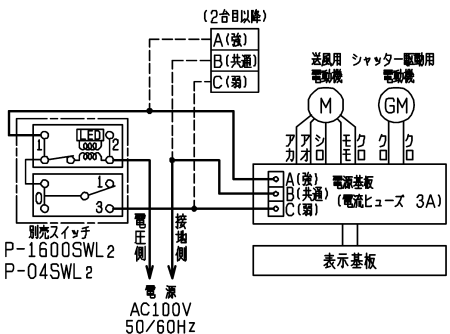 (2台目以降)
A(強)
B(共通)
C(弱)
送風用
電動機
シャッター駆動用
電動機
M
GM
アカ
アオ
シロ
モモ
クロ
クロ
クロ
LED
1
2
0
1
3
A(強)
B(共通)
C(弱)
電源基板
(電流ヒューズ 3A)
表示基板
別売スイッチ
P-1600SWL2
P-04SWL2
電圧側
接地側
電源
AC100V
50/60Hz